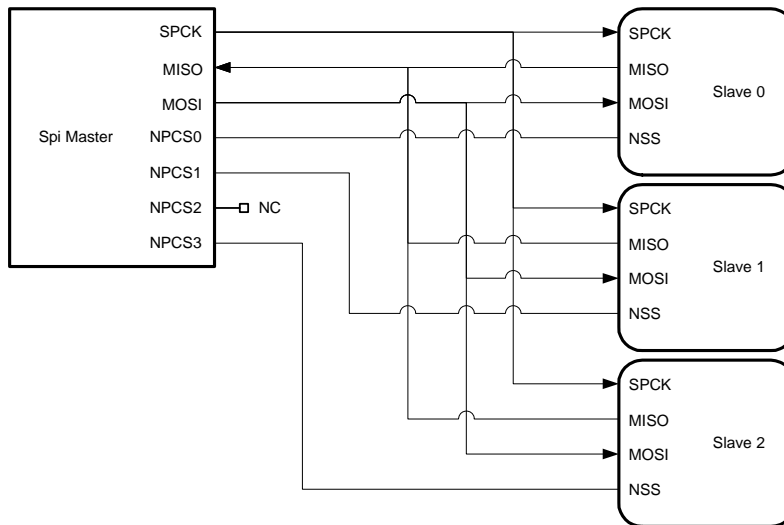 Spi Master
SPCK
MISO
MOSI
NPCS0
NPCS1
NPCS2
NPCS3
NC
SPCK
MISO
MOSI
NSS
Slave 0
SPCK
MISO
MOSI
NSS
Slave 1
SPCK
MISO
MOSI
NSS
Slave 2